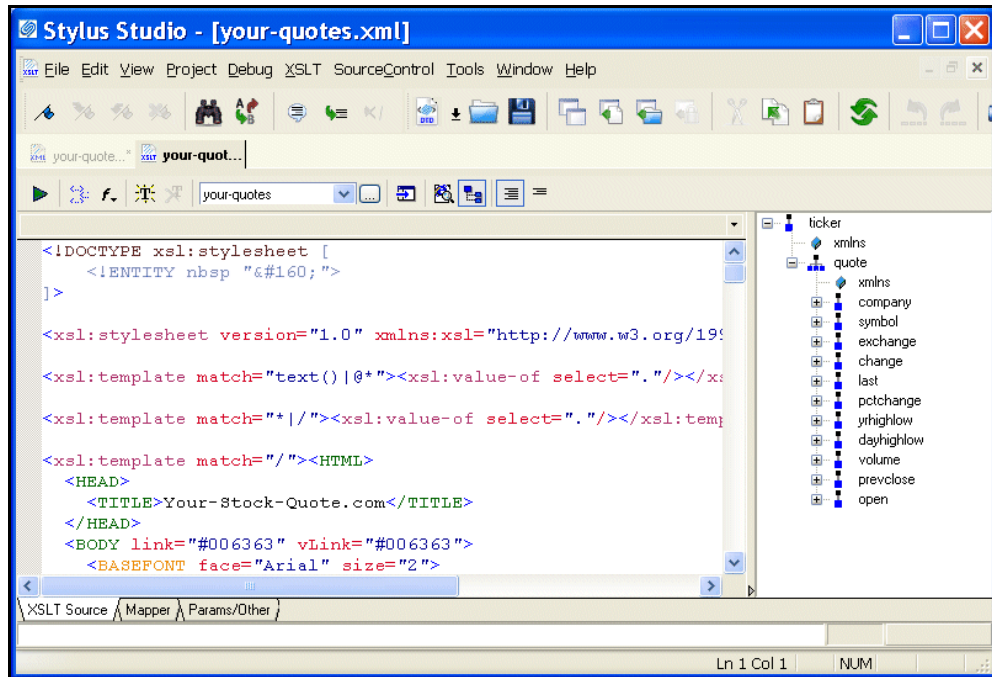 Stylus Studio - [your-quotes.xml]
File Edit View Project Debug XSLT SourceControl Tools Window Help
your-quote...* your-quot...
your-quotes
<!DOCTYPE xsl:stylesheet [
<!ENTITY nbsp "&#160;">
]>
<xsl:stylesheet version="1.0" xmlns:xsl="http://www.w3.org/199
<xsl:template match="text()|@*"><xsl:value-of select="."/></xs
<xsl:template match="*|/"><xsl:value-of select="."/></xsl:temp
<xsl:template match="/"><HTML>
<HEAD>
<TITLE>Your-Stock-Quote.com</TITLE>
</HEAD>
<BODY link="#006363" vLink="#006363">
<BASEFONT face="Arial" size="2">
ticker
xmlns
quote
xmlns
company
symbol
exchange
change
last
pctchange
yrhighlow
dayhighlow
volume
prevclose
open
XSLT Source Mapper Params/Other
Ln 1 Col 1 NUM